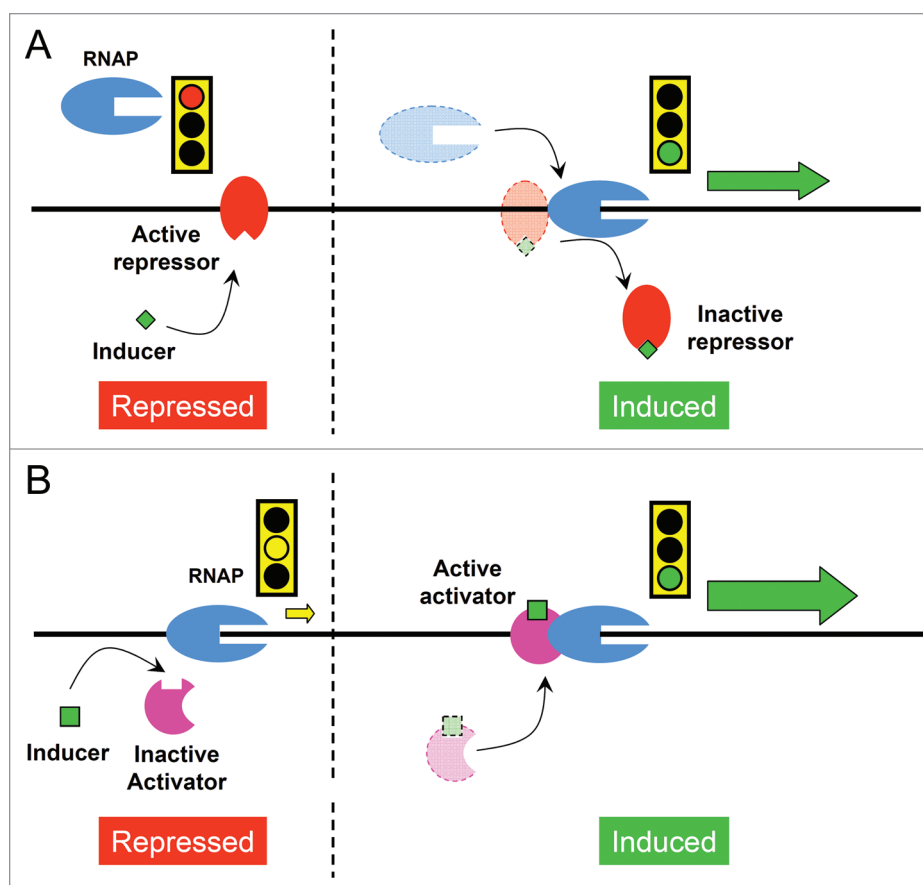 A
RNAP
Active
repressor
Inducer
Repressed
Inactive
repressor
Induced
B
RNAP
Inducer
Inactive
Activator
Repressed
Active
activator
Induced